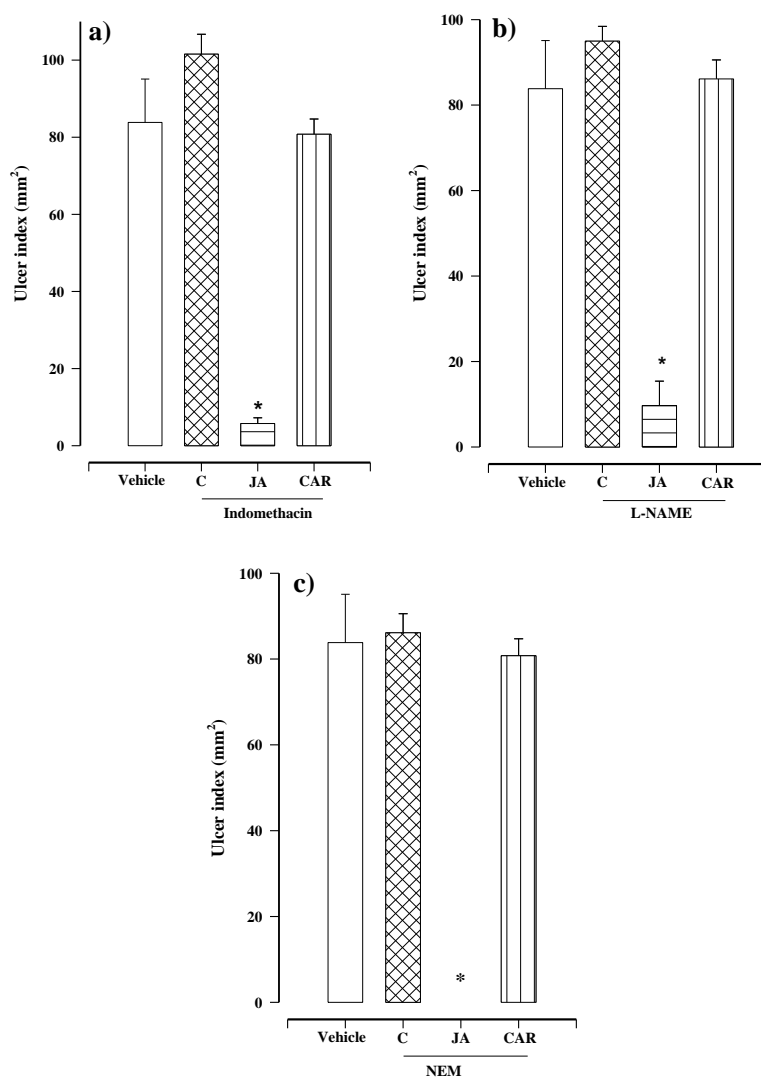 a)
Ulcer index (mm²)
100
80
60
40
20
0
*
Vehicle C JA CAR
Indomethacin
b)
Ulcer index (mm²)
100
80
60
40
20
0
*
Vehicle C JA CAR
L-NAME
c)
Ulcer index (mm²)
100
80
60
40
20
0
*
Vehicle C JA CAR
NEM